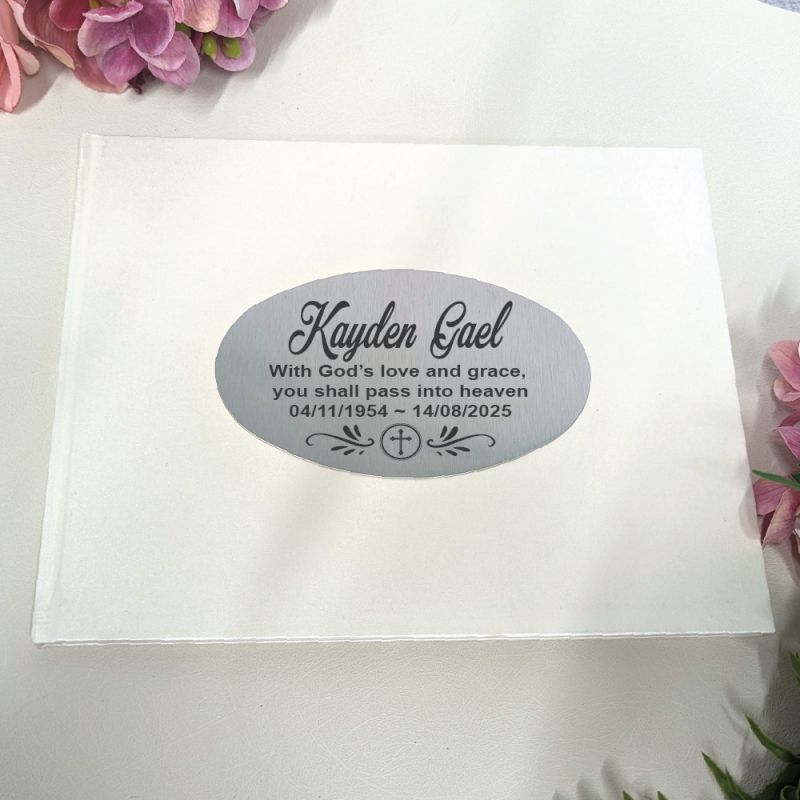 Kayden Gael
With God's love and grace,
you shall pass into heaven
04/11/1954 ~ 14/08/2025